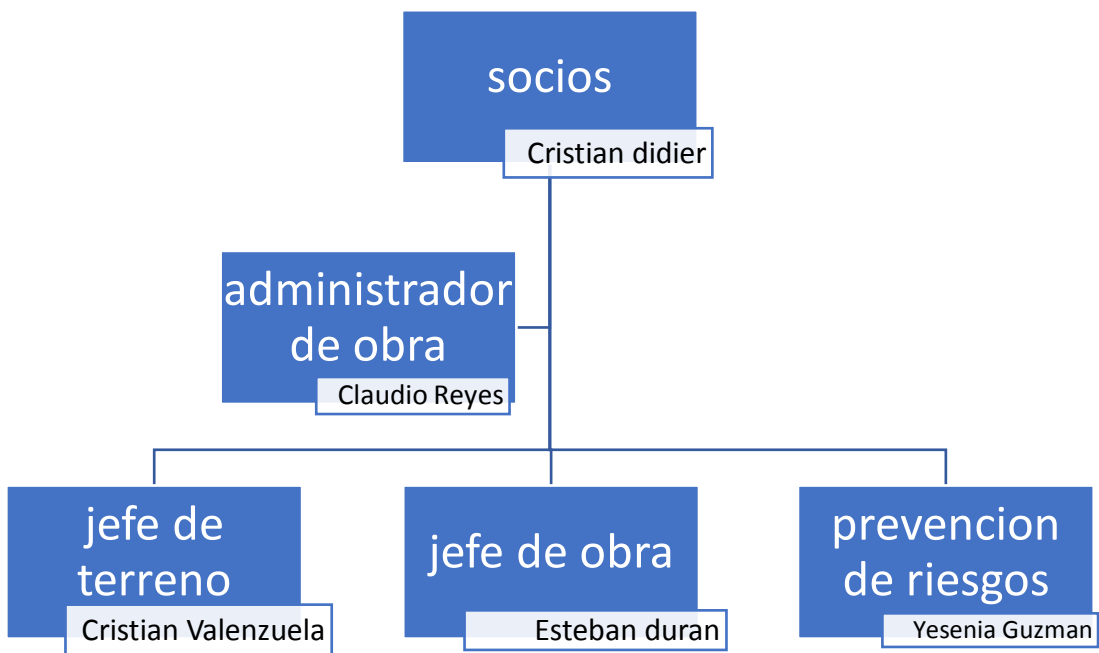 socios
Cristian didier
administrador
de obra
Claudio Reyes
jefe de
terreno
Cristian Valenzuela
jefe de obra
Esteban duran
prevencion
de riesgos
Yesenia Guzman